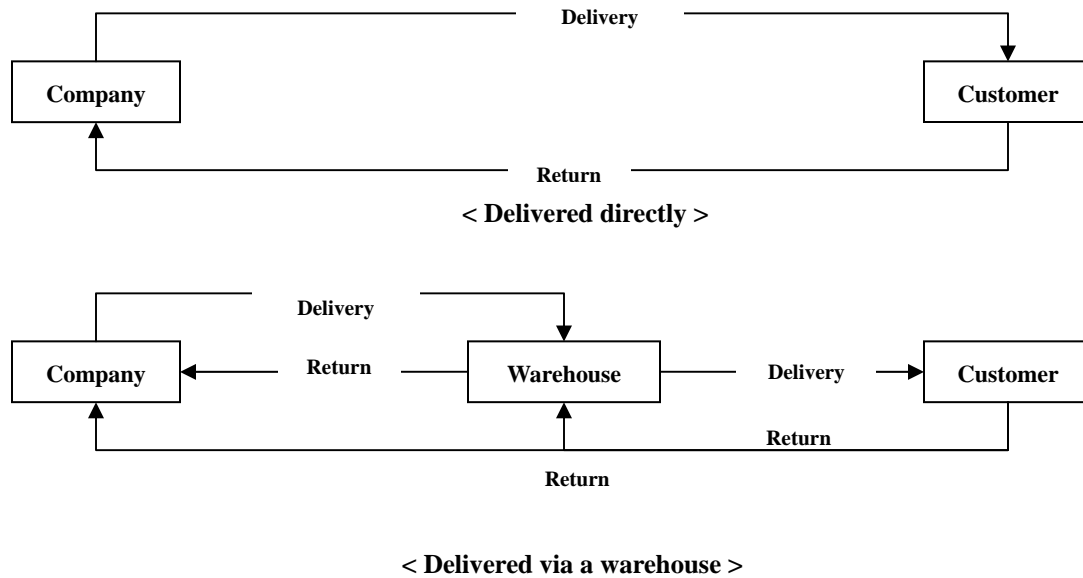 Delivery
Company
Customer
Return
< Delivered directly >
Delivery
Company
Return
Warehouse
Delivery
Customer
Return
Return
< Delivered via a warehouse >